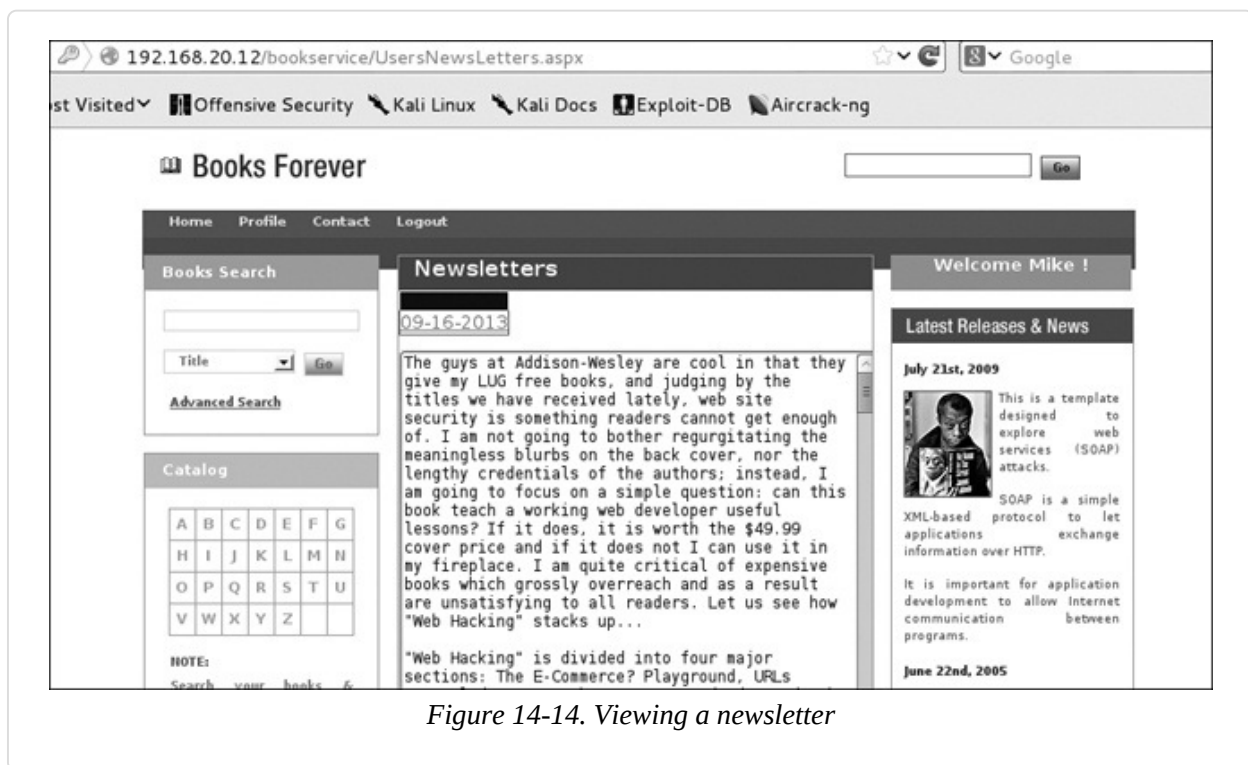 192.168.20.12/bookservice/UsersNewsLetters.aspx
Google
st Visited
Offensive Security
Kali Linux
Kali Docs
Exploit-DB
Aircrack-ng
Books Forever
Go
Home Profile Contact Logout
Books Search
Title
Go
Advanced Search
Catalog
A B C D E F G
H I J K L M N
O P Q R S T U
V W X Y Z
NOTE:
Search your books &
Newsletters
09-16-2013
The guys at Addison-Wesley are cool in that they
give my LUG free books, and judging by the
titles we have received lately, web site
security is something readers cannot get enough
of. I am not going to bother regurgitating the
meaningless blurbs on the back cover, nor the
lengthy credentials of the authors; instead, I
am going to focus on a simple question: can this
book teach a working web developer useful
lessons? If it does, it is worth the $49.99
cover price and if it does not I can use it in
my fireplace. I am quite critical of expensive
books which grossly overreach and as a result
are unsatisfying to all readers. Let us see how
"Web Hacking" stacks up...
"Web Hacking" is divided into four major
sections: The E-Commerce? Playground, URLs
Welcome Mike !
Latest Releases & News
July 21st, 2009
This is a template
designed to
explore web
services (SOAP)
attacks.
SOAP is a simple
XML-based protocol to let
applications exchange
information over HTTP.
It is important for application
development to allow Internet
communication between
programs.
June 22nd, 2005
Figure 14-14. Viewing a newsletter